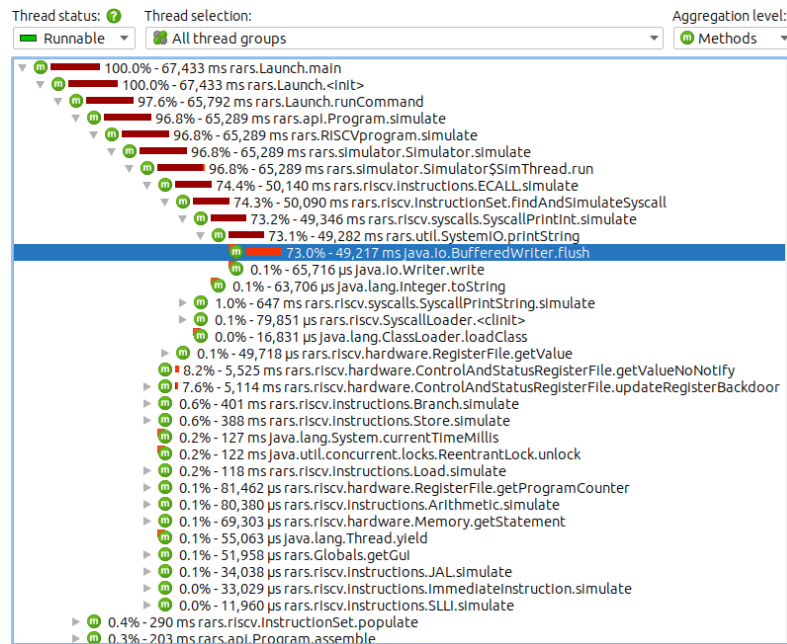 Thread status: ? Thread selection: Aggregation level:
Runnable All thread groups m Methods
m 100.0% - 67,433 ms rars.Launch.main
m 100.0% - 67,433 ms rars.Launch.<init>
m 97.6% - 65,792 ms rars.Launch.runCommand
m 96.8% - 65,289 ms rars.api.Program.simulate
m 96.8% - 65,289 ms rars.RISCVprogram.simulate
m 96.8% - 65,289 ms rars.simulator.Simulator.simulate
m 96.8% - 65,289 ms rars.simulator.Simulator$SimThread.run
m 74.4% - 50,140 ms rars.riscv.instructions.ECALL.simulate
m 74.3% - 50,090 ms rars.riscv.InstructionSet.findAndSimulateSyscall
m 73.2% - 49,346 ms rars.riscv.syscalls.SyscallPrintInt.simulate
m 73.1% - 49,282 ms rars.util.SystemIO.printString
m 73.0% - 49,217 ms java.io.BufferedWriter.flush
m 0.1% - 65,716 µs java.io.Writer.write
m 0.1% - 63,706 µs java.lang.Integer.toString
m 1.0% - 647 ms rars.riscv.syscalls.SyscallPrintString.simulate
m 0.1% - 79,851 µs rars.riscv.SyscallLoader.<clinit>
m 0.0% - 16,831 µs java.lang.ClassLoader.loadClass
m 0.1% - 49,718 µs rars.riscv.hardware.RegisterFile.getValue
m 8.2% - 5,525 ms rars.riscv.hardware.ControlAndStatusRegisterFile.getValueNoNotify
m 7.6% - 5,114 ms rars.riscv.hardware.ControlAndStatusRegisterFile.updateRegisterBackdoor
m 0.6% - 401 ms rars.riscv.instructions.Branch.simulate
m 0.6% - 388 ms rars.riscv.instructions.Store.simulate
m 0.2% - 127 ms java.lang.System.currentTimeMillis
m 0.2% - 122 ms java.util.concurrent.locks.ReentrantLock.unlock
m 0.2% - 118 ms rars.riscv.instructions.Load.simulate
m 0.1% - 81,462 µs rars.riscv.hardware.RegisterFile.getProgramCounter
m 0.1% - 80,380 µs rars.riscv.instructions.Arithmetic.simulate
m 0.1% - 69,303 µs rars.riscv.hardware.Memory.getStatement
m 0.1% - 55,063 µs java.lang.Thread.yield
m 0.1% - 51,958 µs rars.Globals.getGui
m 0.1% - 34,038 µs rars.riscv.instructions.JAL.simulate
m 0.0% - 33,029 µs rars.riscv.instructions.ImmediateInstruction.simulate
m 0.0% - 11,960 µs rars.riscv.instructions.SLLI.simulate
m 0.4% - 290 ms rars.riscv.InstructionSet.populate
m 0.3% - 203 ms rars.api.Program.assemble